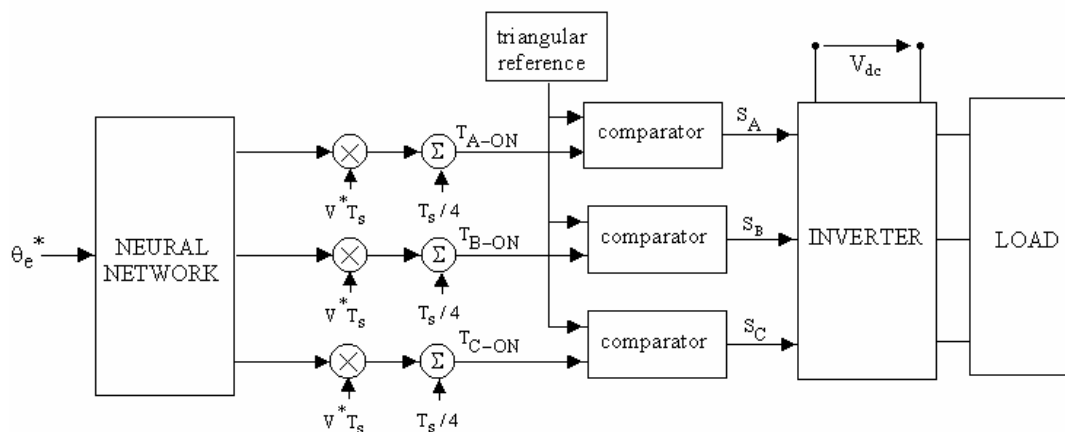 triangular
reference
V_dc
comparator
S_A
T_A-ON
Σ
V*T_s
T_s/4
θ_e*
NEURAL
NETWORK
comparator
S_B
T_B-ON
Σ
V*T_s
T_s/4
INVERTER
LOAD
comparator
S_C
T_C-ON
Σ
V*T_s
T_s/4